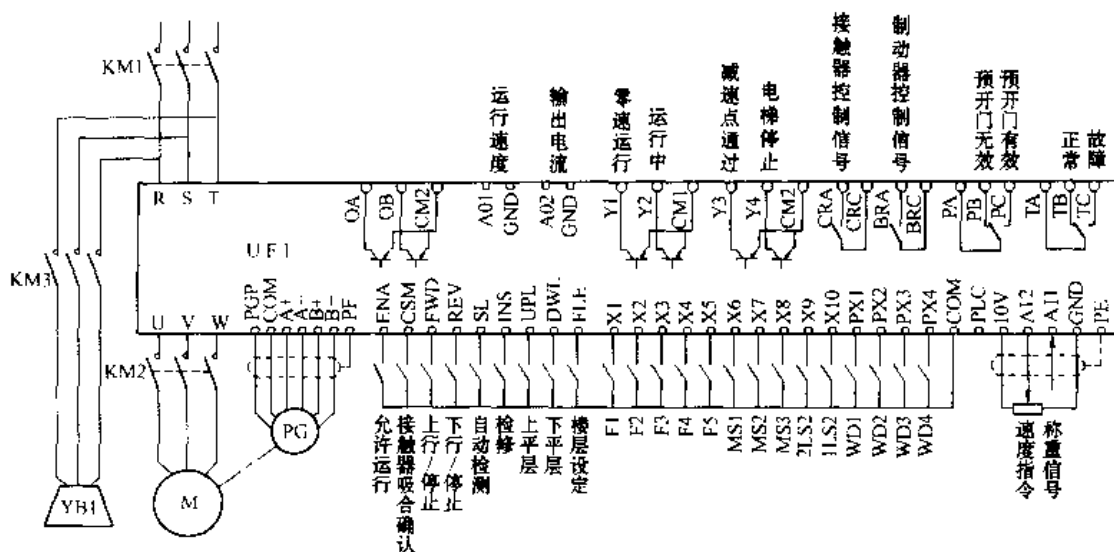 KM1
运行速度
输出电流
零速运行
运行中
减速点通过
电梯停止
接触器控制信号
制动器控制信号
预开门无效
预开门有效
正常
故障
R S T
OA
OB
CM2
A01
GND
A02
GND
Y1
Y2
CM1
Y3
Y4
CM2
CRA
CRC
BRA
BRC
PA
PB
PC
TA
TB
TC
KM3
UF1
U V W
PGP
COM
A+
A-
B+
B-
PE
ENA
CSM
FWD
REV
SL
INS
UPL
DWL
FLE
X1
X2
X3
X4
X5
X6
X7
X8
X9
X10
PX1
PX2
PX3
PX4
COM
PLC
10V
A12
A11
GND
PE
KM2
PG
M
YB1
允许运行
接触器吸合确认
上行/停止
下行/停止
自动检测
检修
上平层
下平层
楼层设定
F1
F2
F3
F4
F5
MS1
MS2
MS3
2LS2
1LS2
WD1
WD2
WD3
WD4
速度指令
称重信号